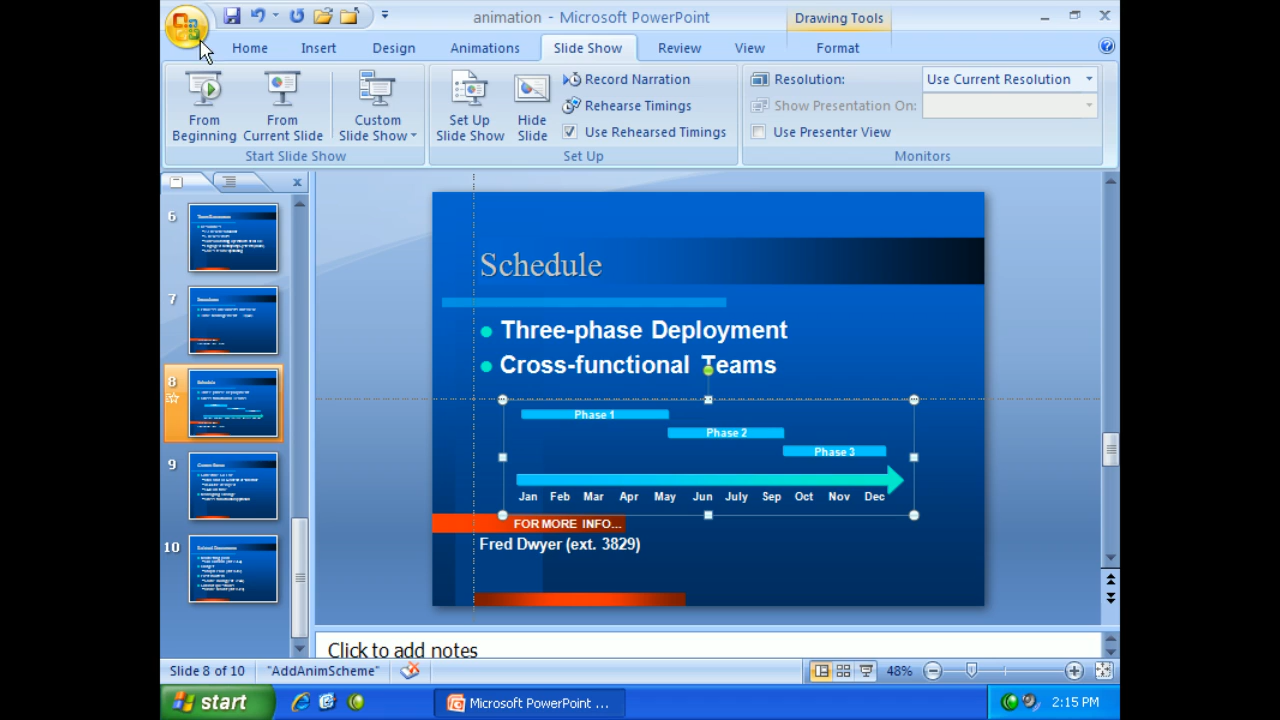 animation - Microsoft PowerPoint
Drawing Tools
Home Insert Design Animations Slide Show Review View Format
From Beginning
From Current Slide
Custom Slide Show
Set Up Slide Show
Hide Slide
Record Narration
Rehearse Timings
Use Rehearsed Timings
Resolution: Use Current Resolution
Show Presentation On:
Use Presenter View
Start Slide Show
Set Up
Monitors
6
7
8
9
10
Schedule
Three-phase Deployment
Cross-functional Teams
Phase 1
Phase 2
Phase 3
Jan Feb Mar Apr May Jun July Sep Oct Nov Dec
FOR MORE INFO...
Fred Dwyer (ext. 3829)
Click to add notes
Slide 8 of 10 "AddAnimScheme" 48%
start Microsoft PowerPoint ... 2:15 PM